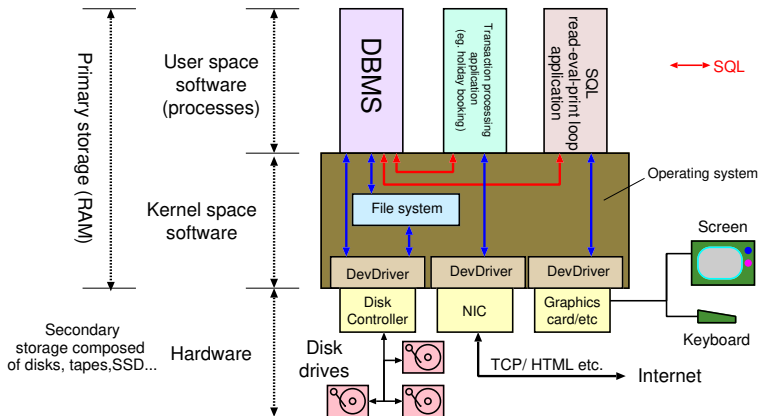 Primary storage (RAM)
User space
software
(processes)
DBMS
Transaction processing
application
(eg. holiday booking)
SQL
read-eval-print loop
application
SQL
Operating system
Kernel space
software
File system
DevDriver
DevDriver
DevDriver
Screen
Disk
Controller
NIC
Graphics
card/etc
Keyboard
Secondary
storage composed
of disks, tapes,SSD...
Hardware
Disk
drives
TCP/ HTML etc.
Internet